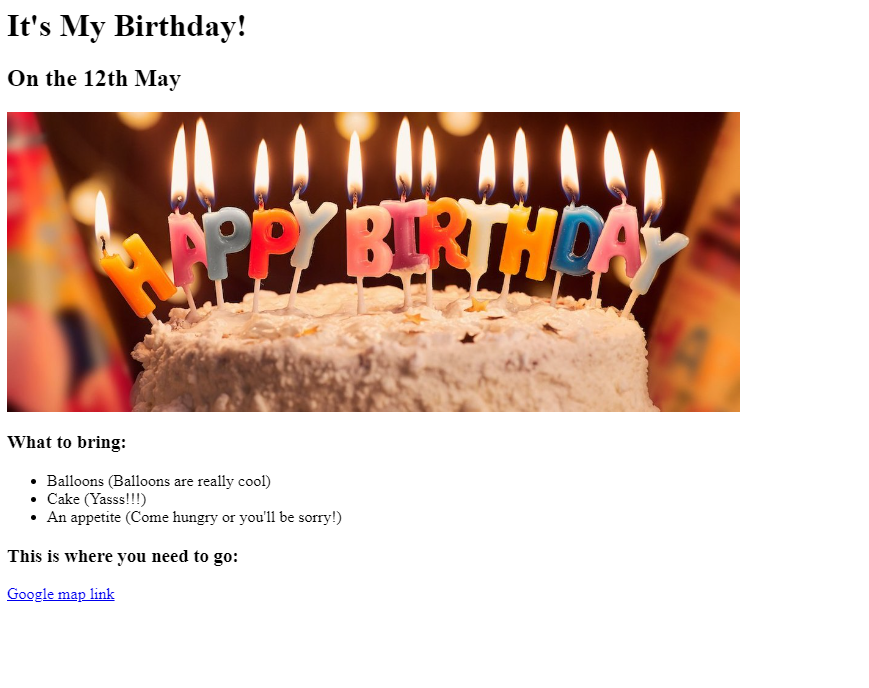 It's My Birthday!
On the 12th May
HAPPY BIRTHDAY
What to bring:
Balloons (Balloons are really cool)
Cake (Yasss!!!)
An appetite (Come hungry or you'll be sorry!)
This is where you need to go:
Google map link